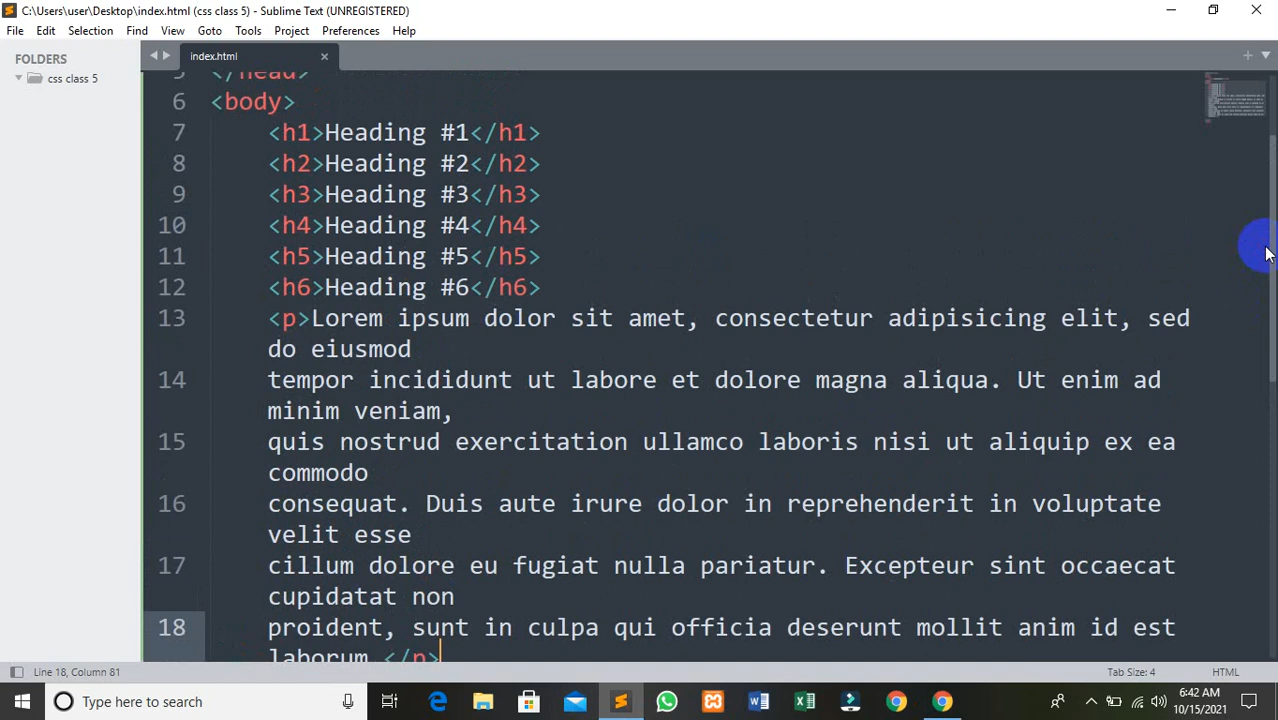 C:\Users\user\Desktop\index.html (css class 5) - Sublime Text (UNREGISTERED)
File Edit Selection Find View Goto Tools Project Preferences Help
FOLDERS
css class 5
index.html
5 </head>
6 <body>
7 <h1>Heading #1</h1>
8 <h2>Heading #2</h2>
9 <h3>Heading #3</h3>
10 <h4>Heading #4</h4>
11 <h5>Heading #5</h5>
12 <h6>Heading #6</h6>
13 <p>Lorem ipsum dolor sit amet, consectetur adipisicing elit, sed
do eiusmod
14 tempor incididunt ut labore et dolore magna aliqua. Ut enim ad
minim veniam,
15 quis nostrud exercitation ullamco laboris nisi ut aliquip ex ea
commodo
16 consequat. Duis aute irure dolor in reprehenderit in voluptate
velit esse
17 cillum dolore eu fugiat nulla pariatur. Excepteur sint occaecat
cupidatat non
18 proident, sunt in culpa qui officia deserunt mollit anim id est
laborum.</p>
Line 18, Column 81
Tab Size: 4
HTML
Type here to search
6:42 AM
10/15/2021